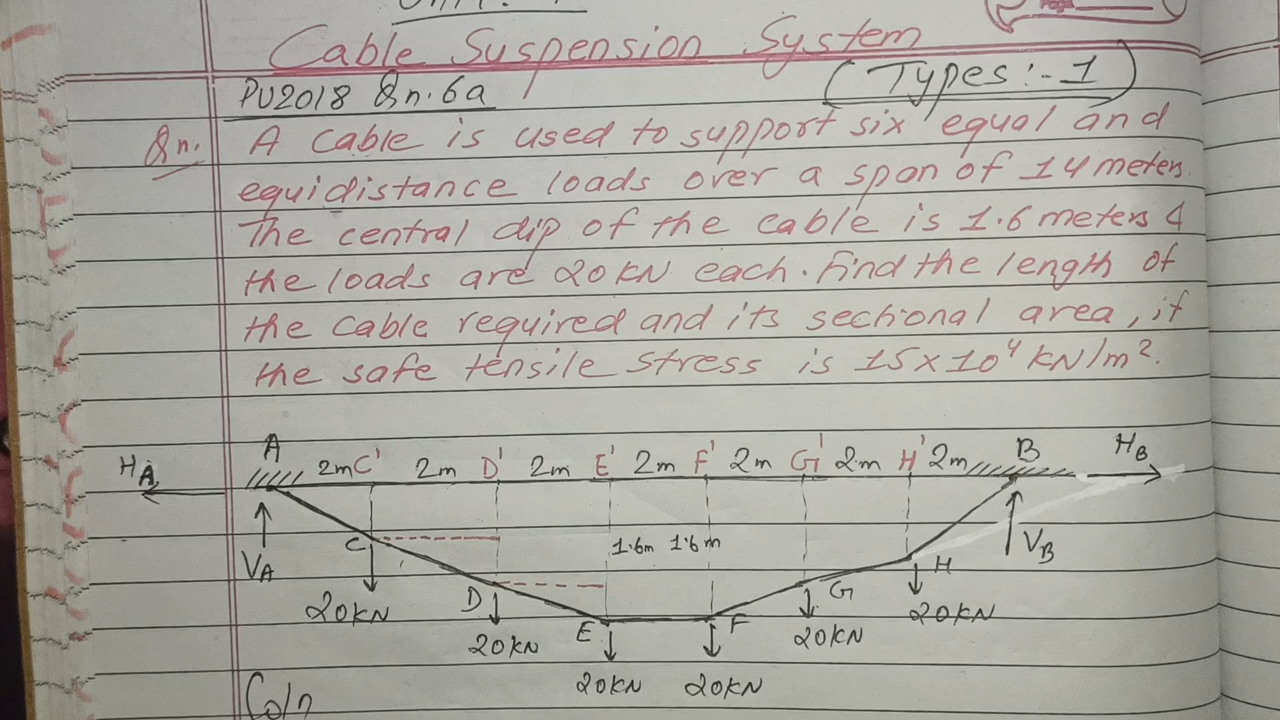 Cable Suspension System
PU2018 Qn.6a
(Types:-1)
Qn. A cable is used to support six equal and
equidistance loads over a span of 14 meters.
The central dip of the cable is 1.6 meters &
the loads are 20KN each. Find the length of
the cable required and its sectional area, if
the safe tensile stress is 15×10⁴ kN/m².
HA A 2m C' 2m D' 2m E' 2m F' 2m G' 2m H' 2m B HB
C 1.6m 1.6m
VA H VB
20KN D G 20KN
20KN E F 20KN
20KN 20KN
Soln